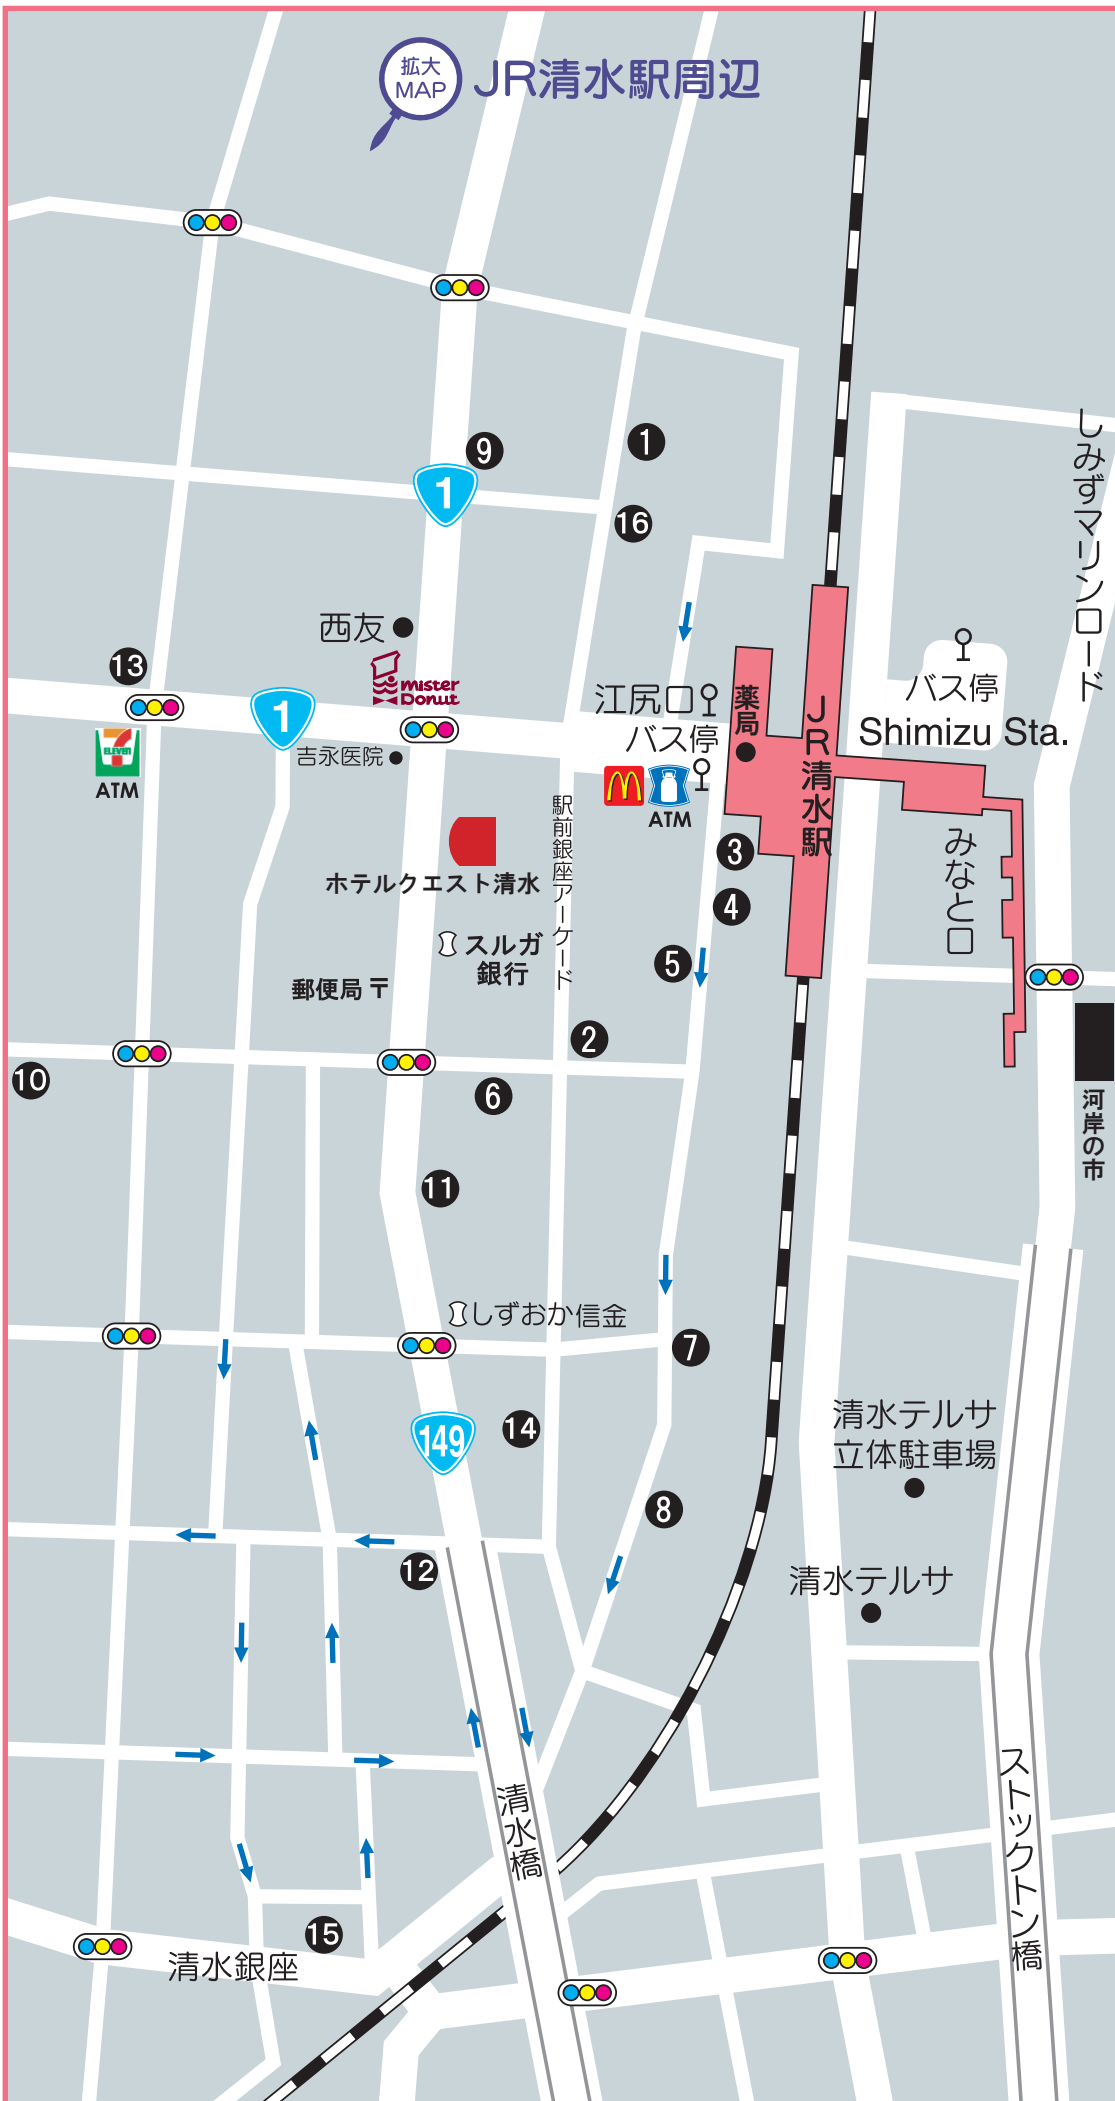 拡大
MAP
JR清水駅周辺
1
9
1
16
しみずマリンロード
西友
13
mister
Donut
1
江尻口
バス停
薬局
JR清水駅
バス停
Shimizu Sta.
吉永医院
ELEVEN
ATM
ATM
駅前銀座アーケード
3
みなと口
ホテルクエスト清水
4
スルガ
銀行
5
郵便局〒
2
10
6
河岸の市
11
しずおか信金
7
149
14
清水テルサ
立体駐車場
8
12
清水テルサ
清水橋
ストックトン橋
15
清水銀座